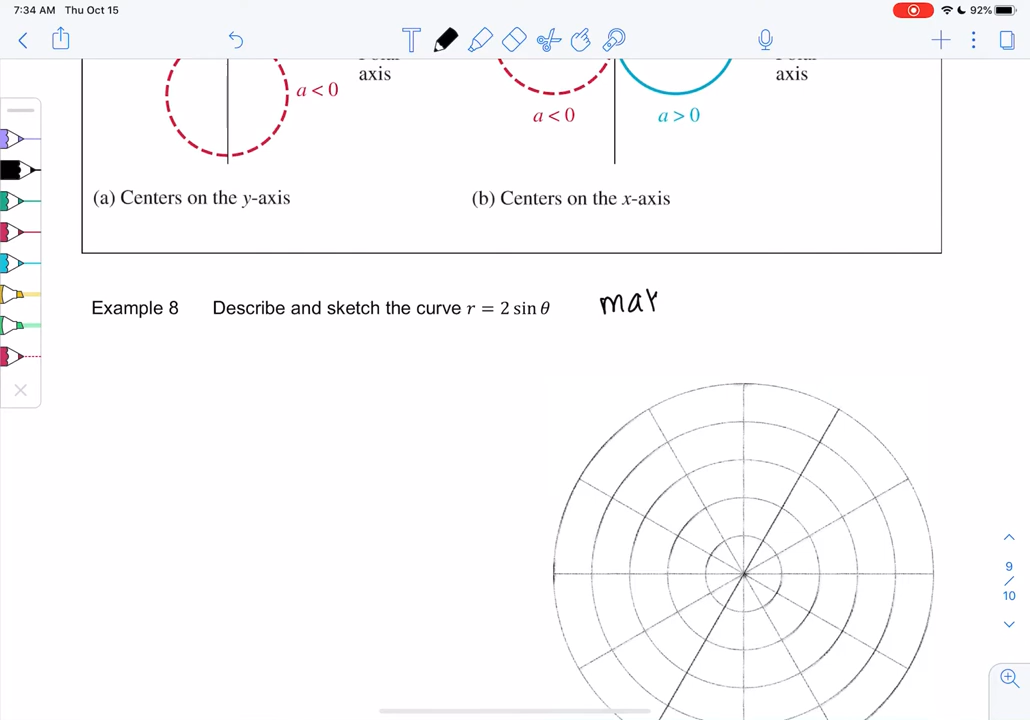 7:34 AM Thu Oct 15
92%
T
axis
a < 0
axis
a < 0
a > 0
(a) Centers on the y-axis
(b) Centers on the x-axis
Example 8 Describe and sketch the curve r = 2 sin θ
max
9
/
10